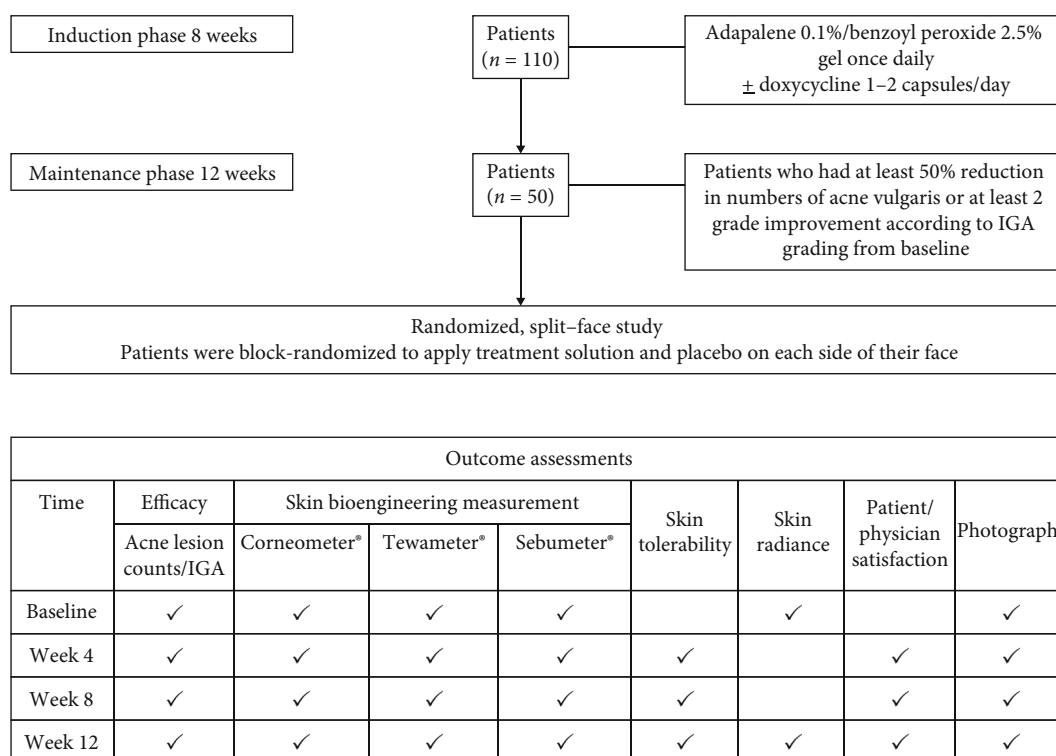 Induction phase 8 weeks
Patients
(n = 110)
Adapalene 0.1%/benzoyl peroxide 2.5%
gel once daily
± doxycycline 1–2 capsules/day
Maintenance phase 12 weeks
Patients
(n = 50)
Patients who had at least 50% reduction
in numbers of acne vulgaris or at least 2
grade improvement according to IGA
grading from baseline
Randomized, split–face study
Patients were block-randomized to apply treatment solution and placebo on each side of their face
Outcome assessments
Time
Efficacy
Skin bioengineering measurement
Skin
tolerability
Skin
radiance
Patient/
physician
satisfaction
Photograph
Acne lesion
counts/IGA
Corneometer®
Tewameter®
Sebumeter®
Baseline ✓ ✓ ✓ ✓ ✓ ✓
Week 4 ✓ ✓ ✓ ✓ ✓ ✓ ✓
Week 8 ✓ ✓ ✓ ✓ ✓ ✓ ✓
Week 12 ✓ ✓ ✓ ✓ ✓ ✓ ✓ ✓